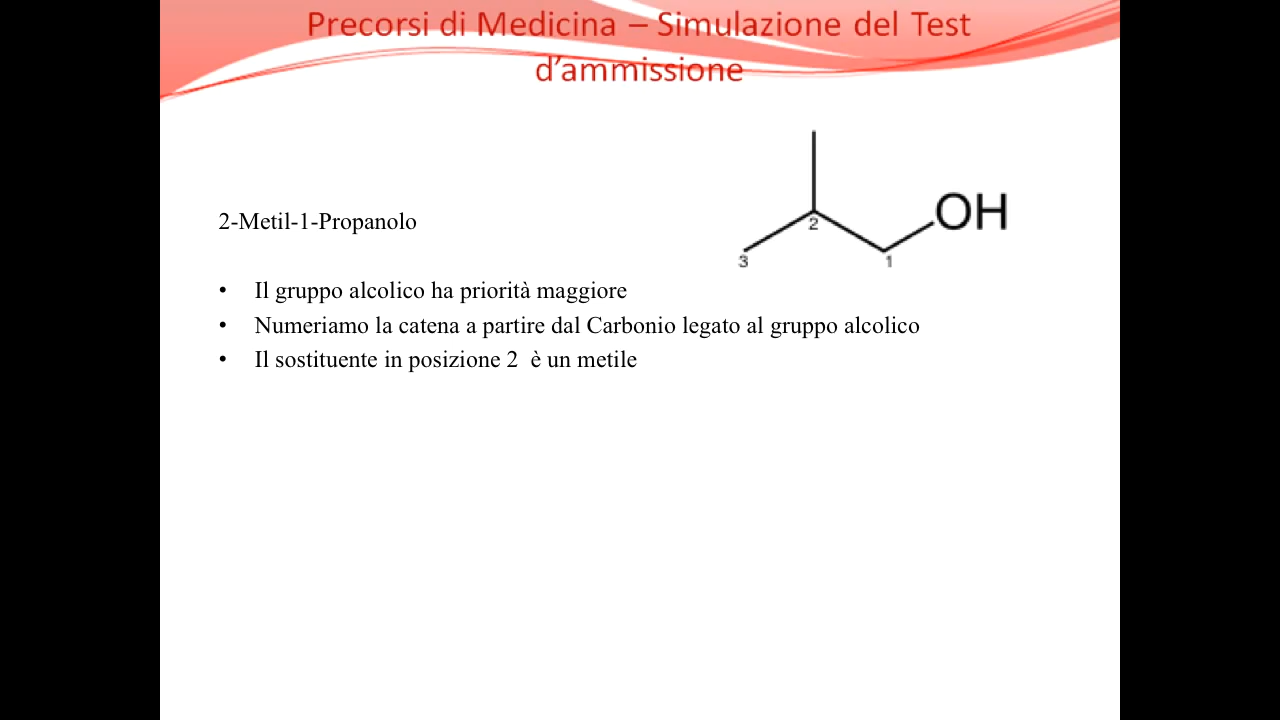 Precorsi di Medicina – Simulazione del Test
d’ammissione
2-Metil-1-Propanolo
OH
2
3
1
• Il gruppo alcolico ha priorità maggiore
• Numeriamo la catena a partire dal Carbonio legato al gruppo alcolico
• Il sostituente in posizione 2  è un metile